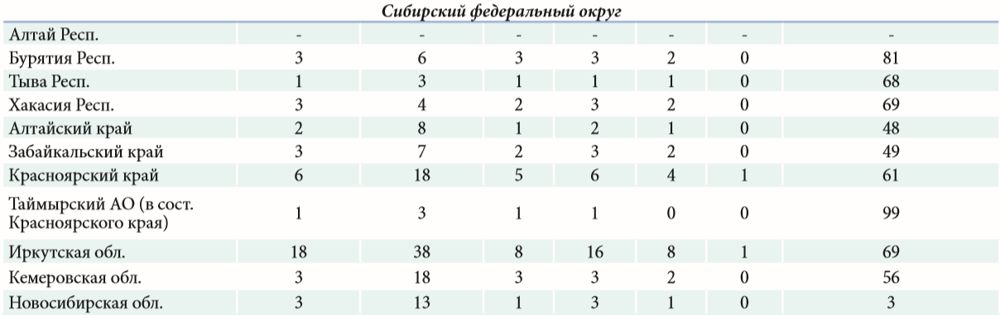 Сибирский федеральный округ
Алтай Респ. - - - - - - -
Бурятия Респ. 3 6 3 3 2 0 81
Тыва Респ. 1 3 1 1 1 0 68
Хакасия Респ. 3 4 2 3 2 0 69
Алтайский край 2 8 1 2 1 0 48
Забайкальский край 3 7 2 3 2 0 49
Красноярский край 6 18 5 6 4 1 61
Таймырский АО (в сост.
Красноярского края) 1 3 1 1 0 0 99
Иркутская обл. 18 38 8 16 8 1 69
Кемеровская обл. 3 18 3 3 2 0 56
Новосибирская обл. 3 13 1 3 1 0 3